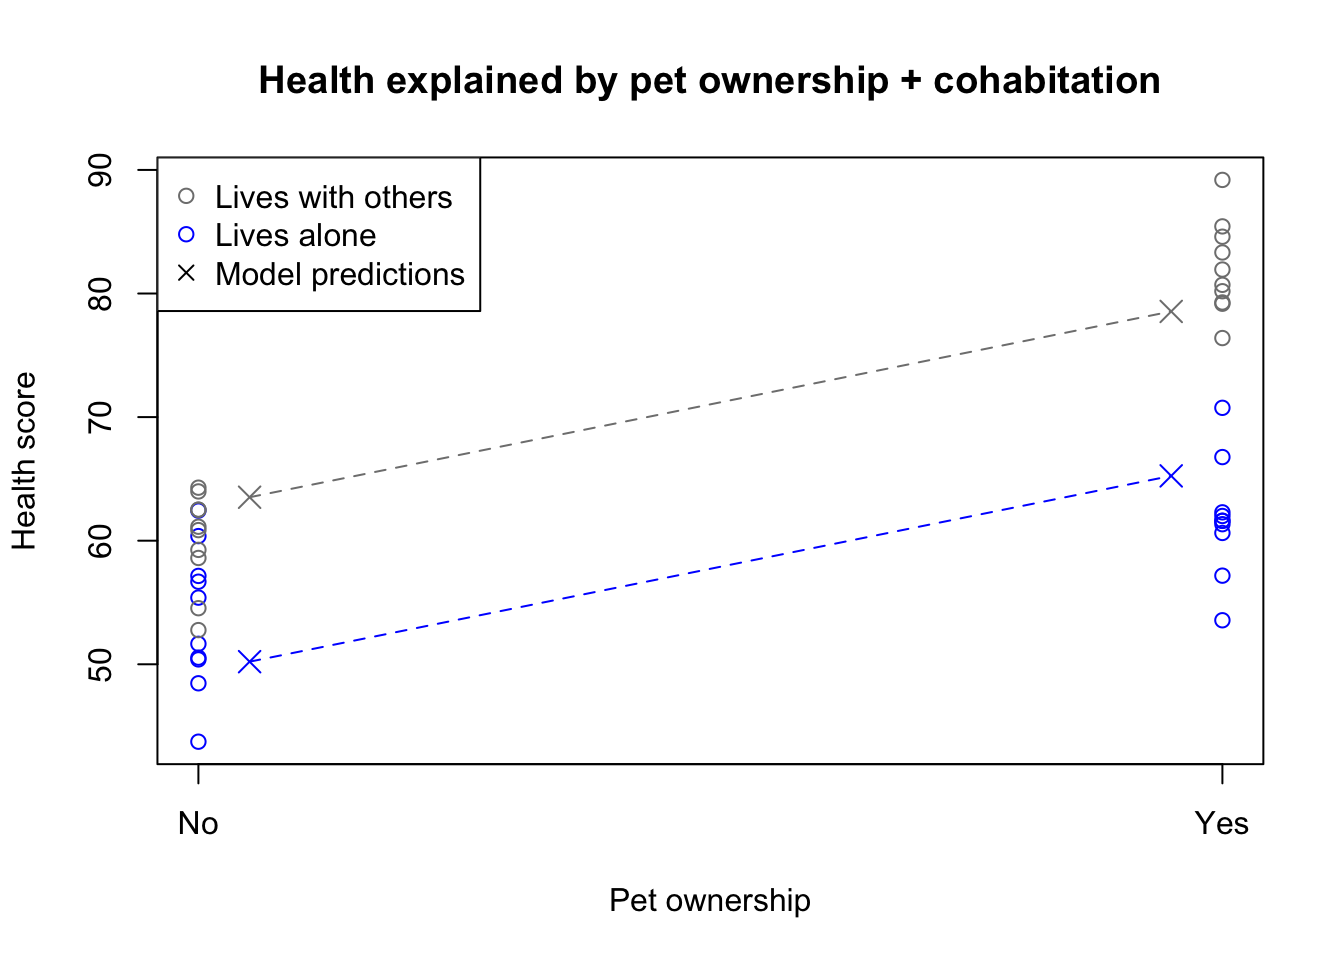 Health explained by pet ownership + cohabitation
Lives with others
Lives alone
Model predictions
90
80
70
60
50
Health score
No
Yes
Pet ownership